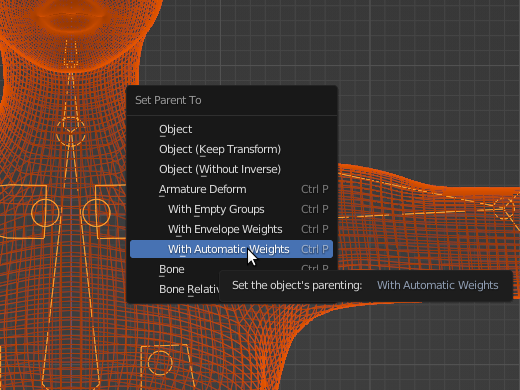 Set Parent To
Object
Object (Keep Transform)
Object (Without Inverse)
Armature Deform Ctrl P
With Empty Groups Ctrl P
With Envelope Weights Ctrl P
With Automatic Weights Ctrl P
Bone Ctrl P
Bone Relativ
Set the object's parenting: With Automatic Weights